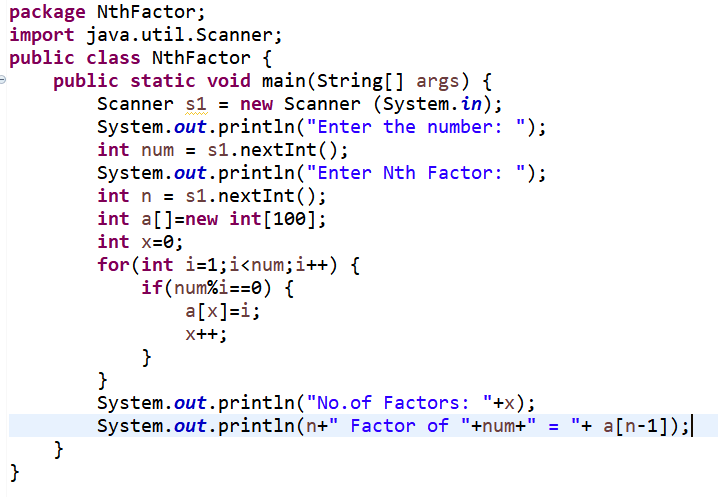 package NthFactor;
import java.util.Scanner;
public class NthFactor {
    public static void main(String[] args) {
        Scanner s1 = new Scanner (System.in);
        System.out.println("Enter the number: ");
        int num = s1.nextInt();
        System.out.println("Enter Nth Factor: ");
        int n = s1.nextInt();
        int a[]=new int[100];
        int x=0;
        for(int i=1;i<num;i++) {
            if(num%i==0) {
                a[x]=i;
                x++;
            }
        }
        System.out.println("No.of Factors: "+x);
        System.out.println(n+" Factor of "+num+" = "+ a[n-1]);
    }
}